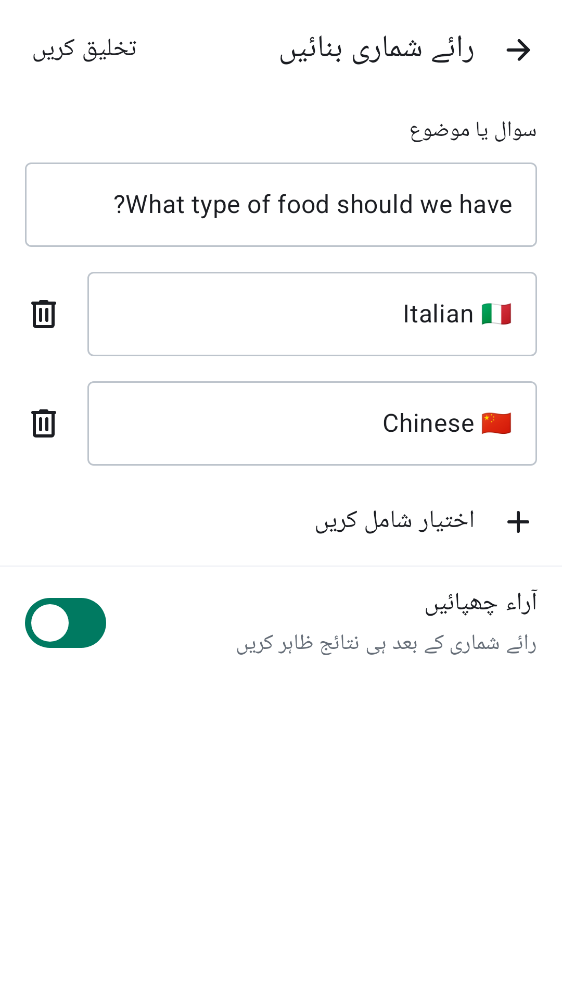 رائے شماری بنائیں
تخلیق کریں
سوال یا موضوع
What type of food should we have?
🇮🇹 Italian
🇨🇳 Chinese
اختیار شامل کریں
آراء چھپائیں
رائے شماری کے بعد ہی نتائج ظاہر کریں